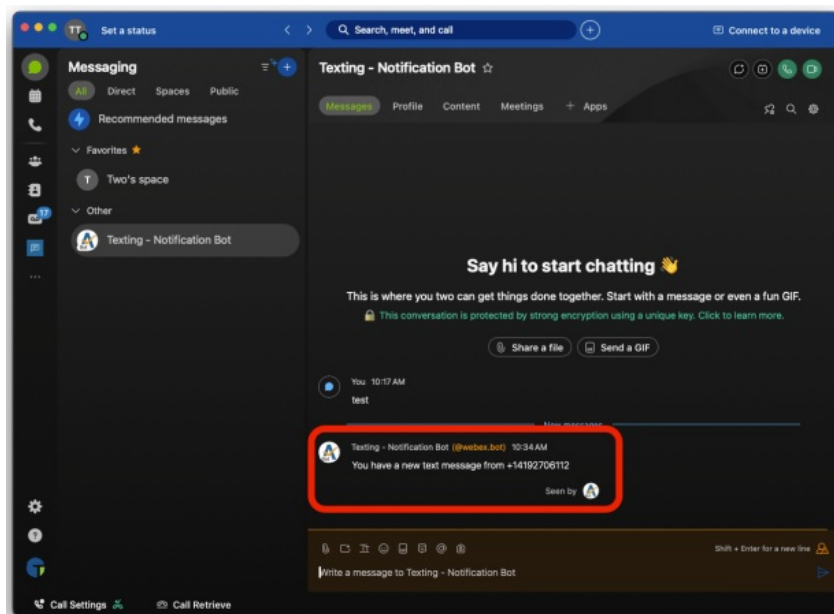 TT Set a status
Search, meet, and call
Connect to a device
Messaging
All Direct Spaces Public
Recommended messages
Favorites
T Two's space
Other
Texting - Notification Bot
17
Texting - Notification Bot
Messages Profile Content Meetings + Apps
Say hi to start chatting
This is where you two can get things done together. Start with a message or even a fun GIF.
This conversation is protected by strong encryption using a unique key. Click to learn more.
Share a file Send a GIF
You 10:17 AM
test
New messages
Texting - Notification Bot (@webex.bot) 10:34 AM
You have a new text message from +14192706112
Seen by
Shift + Enter for a new line
Write a message to Texting - Notification Bot
Call Settings Call Retrieve